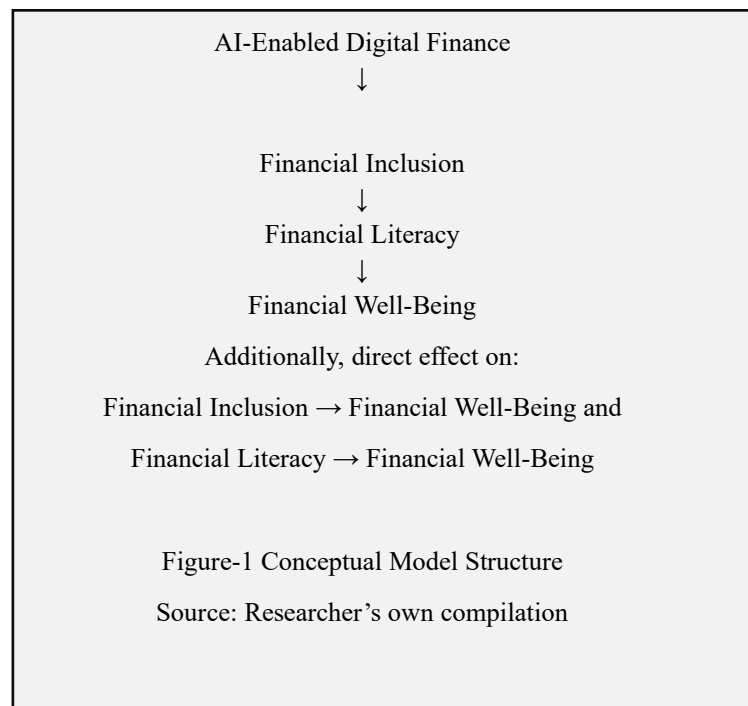 AI-Enabled Digital Finance
↓
Financial Inclusion
↓
Financial Literacy
↓
Financial Well-Being
Additionally, direct effect on:
Financial Inclusion → Financial Well-Being and
Financial Literacy → Financial Well-Being
Figure-1 Conceptual Model Structure
Source: Researcher’s own compilation